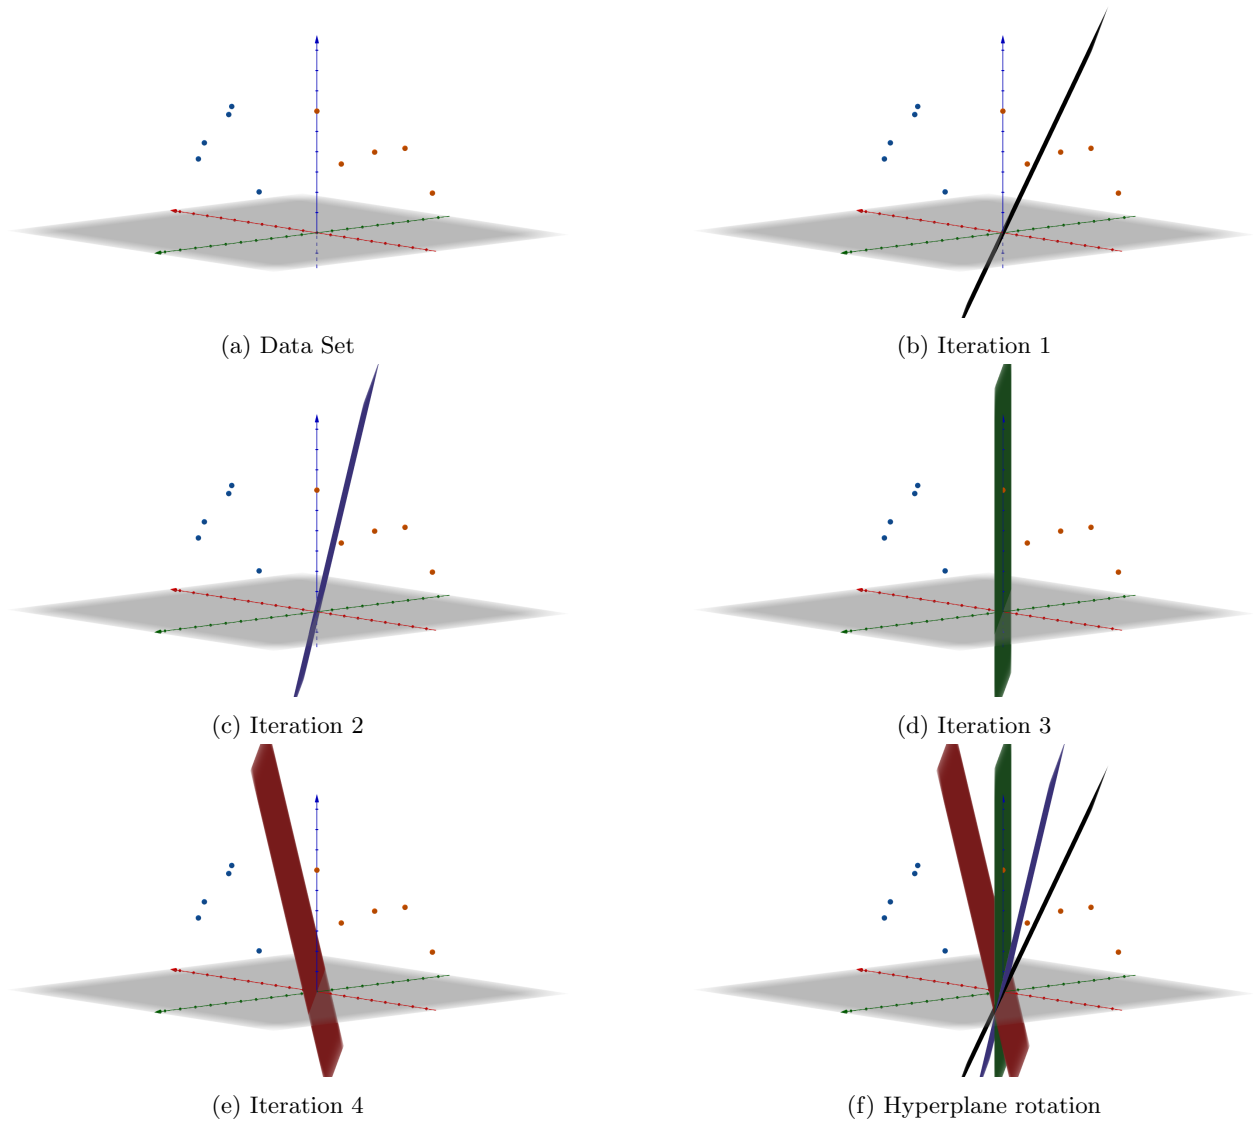 (a) Data Set
(b) Iteration 1
(c) Iteration 2
(d) Iteration 3
(e) Iteration 4
(f) Hyperplane rotation